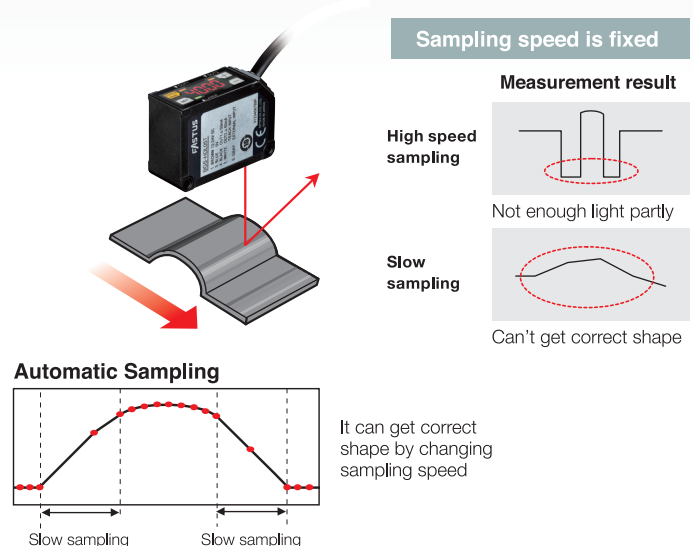 Sampling speed is fixed
Measurement result
High speed
sampling
Not enough light partly
Slow
sampling
Can't get correct shape
FASTUS
Automatic Sampling
It can get correct
shape by changing
sampling speed
Slow sampling
Slow sampling